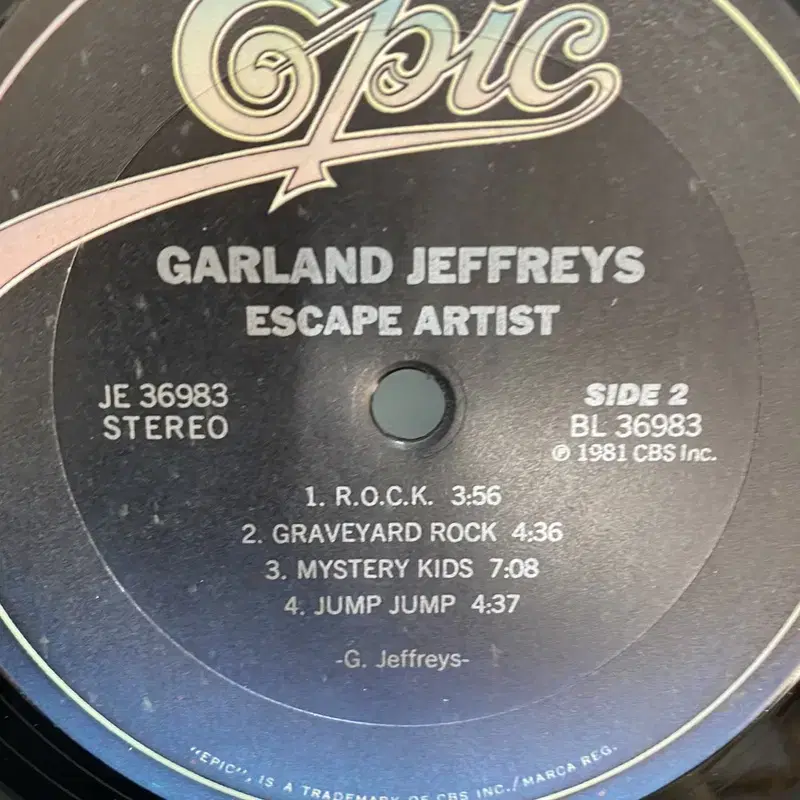 Epic
GARLAND JEFFREYS
ESCAPE ARTIST
JE 36983
STEREO
SIDE 2
BL 36983
℗ 1981 CBS Inc.
1. R.O.C.K. 3:56
2. GRAVEYARD ROCK 4:36
3. MYSTERY KIDS 7:08
4. JUMP JUMP 4:37
-G. Jeffreys-
"EPIC", IS A TRADEMARK OF CBS INC./MARCA REG.